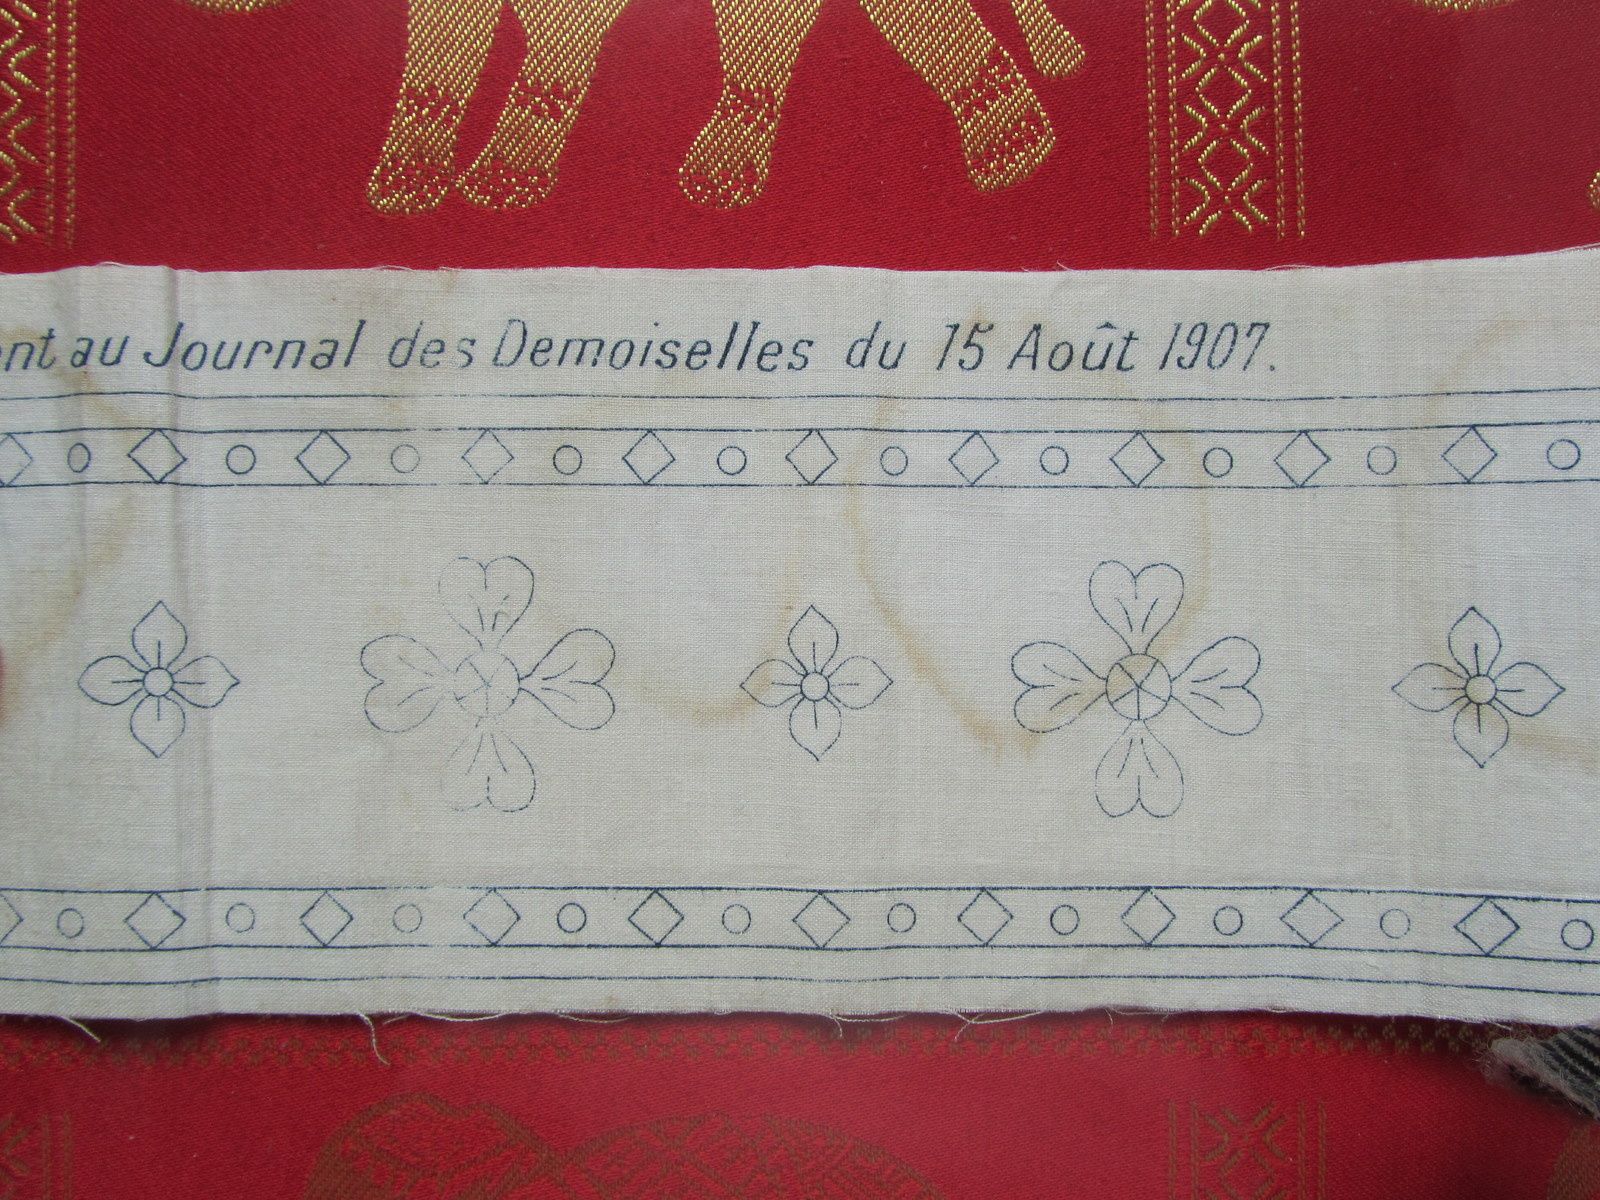 au Journal des Demoiselles du 15 Août 1907.